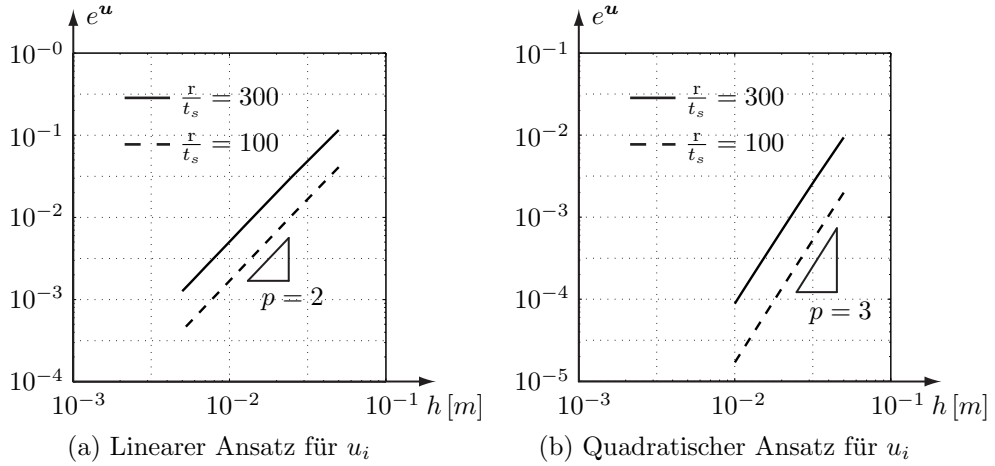 e^u
10^−0
10^−1
10^−2
10^−3
10^−4
r/t_s = 300
r/t_s = 100
p = 2
10^−3
10^−2
10^−1
h [m]
(a) Linearer Ansatz für u_i
e^u
10^−1
10^−2
10^−3
10^−4
10^−5
r/t_s = 300
r/t_s = 100
p = 3
10^−3
10^−2
10^−1
h [m]
(b) Quadratischer Ansatz für u_i